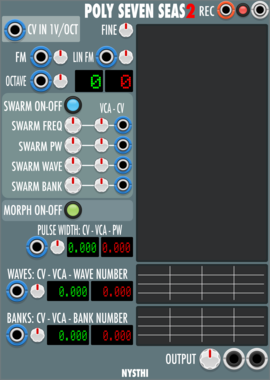 POLY SEVEN SEAS2 REC
CV IN 1V/OCT FINE
FM LIN FM
OCTAVE 0 0
SWARM ON-OFF VCA - CV
SWARM FREQ
SWARM PW
SWARM WAVE
SWARM BANK
MORPH ON-OFF
PULSE WIDTH: CV - VCA - PW
0.000 0.000
WAVES: CV - VCA - WAVE NUMBER
0.000 0.000
BANKS: CV - VCA - BANK NUMBER
0.000 0.000
OUTPUT
NYSTHI